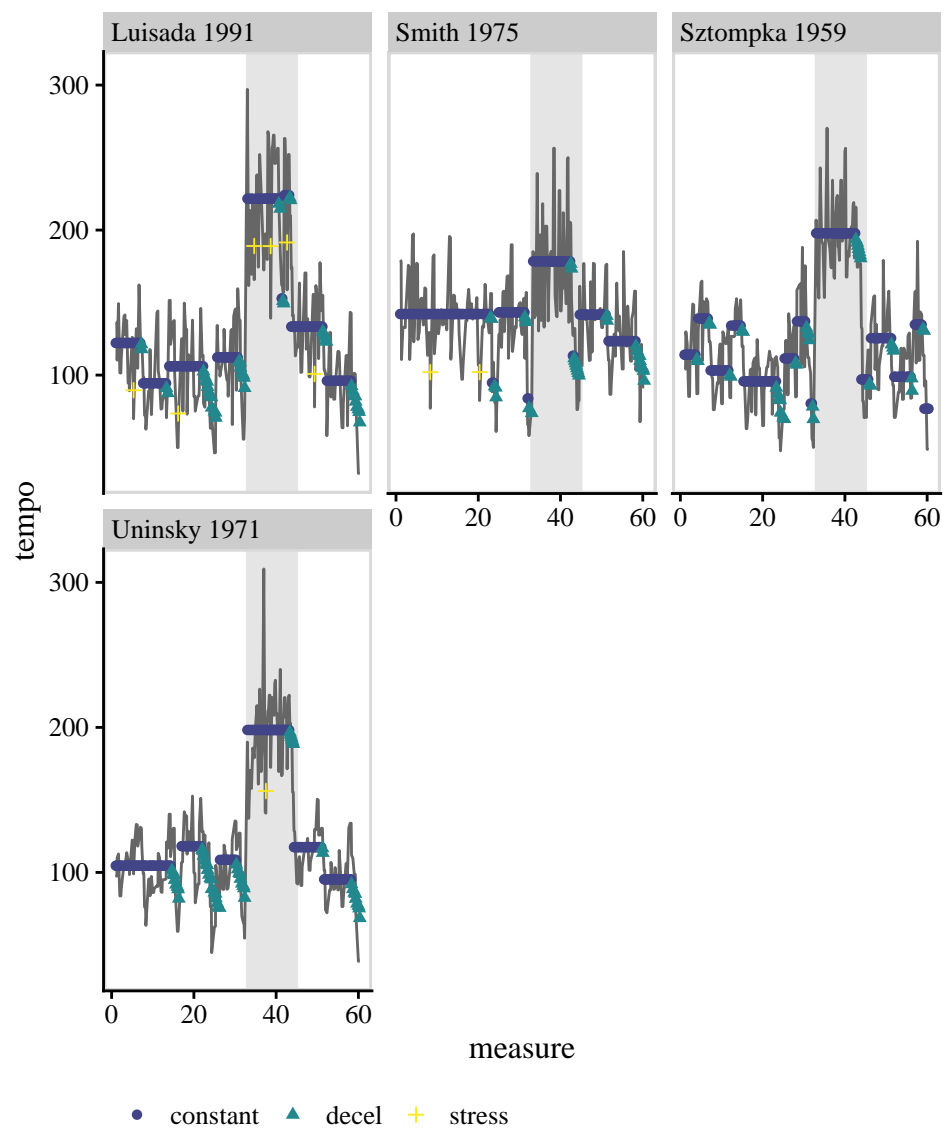 Luisada 1991
Smith 1975
Sztompka 1959
300
200
100
0 20 40 60
0 20 40 60
Uninsky 1971
300
200
100
0 20 40 60
tempo
measure
constant decel stress